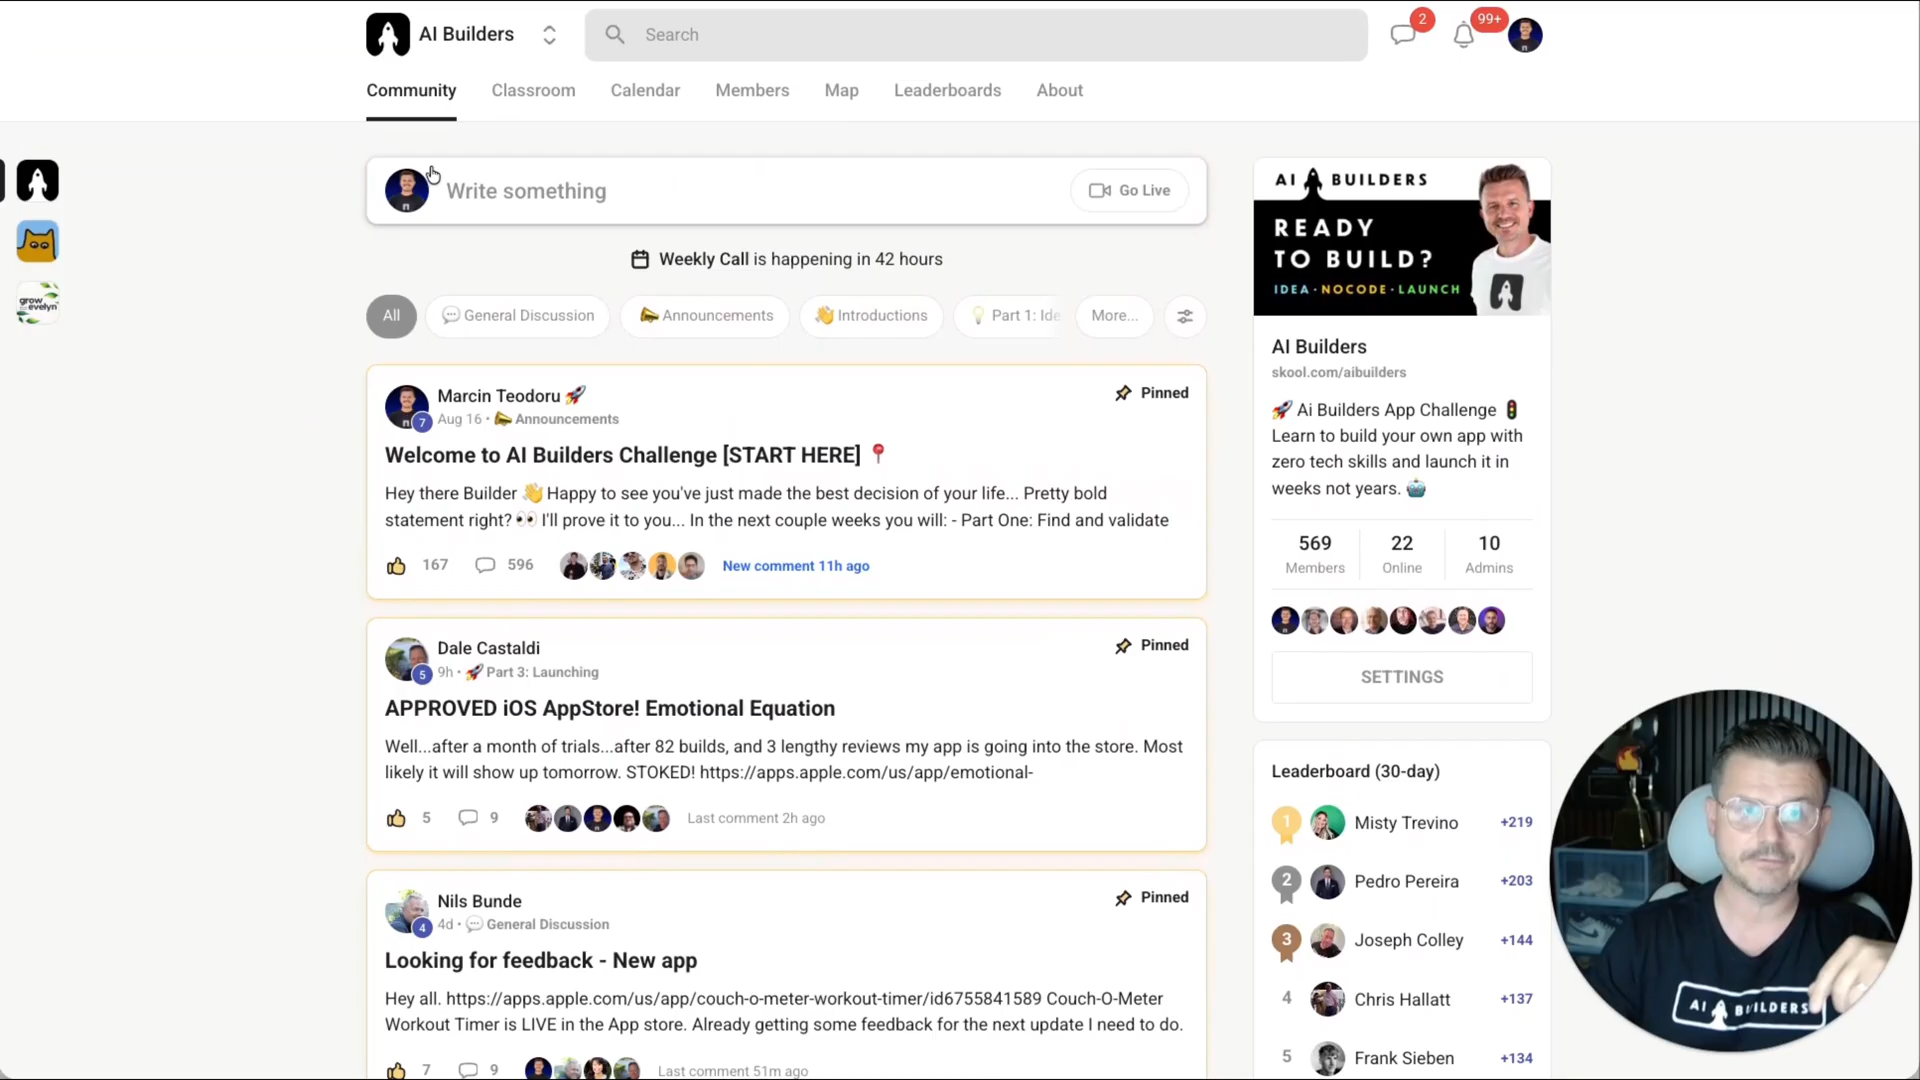 AI Builders
Search
2
99+
Community
Classroom
Calendar
Members
Map
Leaderboards
About
grow
evelyn
Write something
Go Live
Weekly Call is happening in 42 hours
All
💬 General Discussion
📣 Announcements
👋 Introductions
💡 Part 1: Ide
More...
Marcin Teodoru 🚀
Pinned
7
Aug 16 • 📣 Announcements
Welcome to AI Builders Challenge [START HERE] 📍
Hey there Builder 👋 Happy to see you've just made the best decision of your life... Pretty bold
statement right? 👀 I'll prove it to you... In the next couple weeks you will: - Part One: Find and validate
167
596
New comment 11h ago
Dale Castaldi
Pinned
5
9h • 🚀 Part 3: Launching
APPROVED iOS AppStore! Emotional Equation
Well...after a month of trials...after 82 builds, and 3 lengthy reviews my app is going into the store. Most
likely it will show up tomorrow. STOKED! https://apps.apple.com/us/app/emotional-
5
9
Last comment 2h ago
Nils Bunde
Pinned
4
4d • 💬 General Discussion
Looking for feedback - New app
Hey all. https://apps.apple.com/us/app/couch-o-meter-workout-timer/id6755841589 Couch-O-Meter
Workout Timer is LIVE in the App store. Already getting some feedback for the next update I need to do.
7
9
Last comment 51m ago
AI BUILDERS
READY
TO BUILD?
IDEA • NOCODE • LAUNCH
AI Builders
skool.com/aibuilders
🚀 Ai Builders App Challenge 🚦
Learn to build your own app with
zero tech skills and launch it in
weeks not years. 🤖
569
Members
22
Online
10
Admins
SETTINGS
Leaderboard (30-day)
1 Misty Trevino +219
2 Pedro Pereira +203
3 Joseph Colley +144
4 Chris Hallatt +137
5 Frank Sieben +134
AI BUILDERS